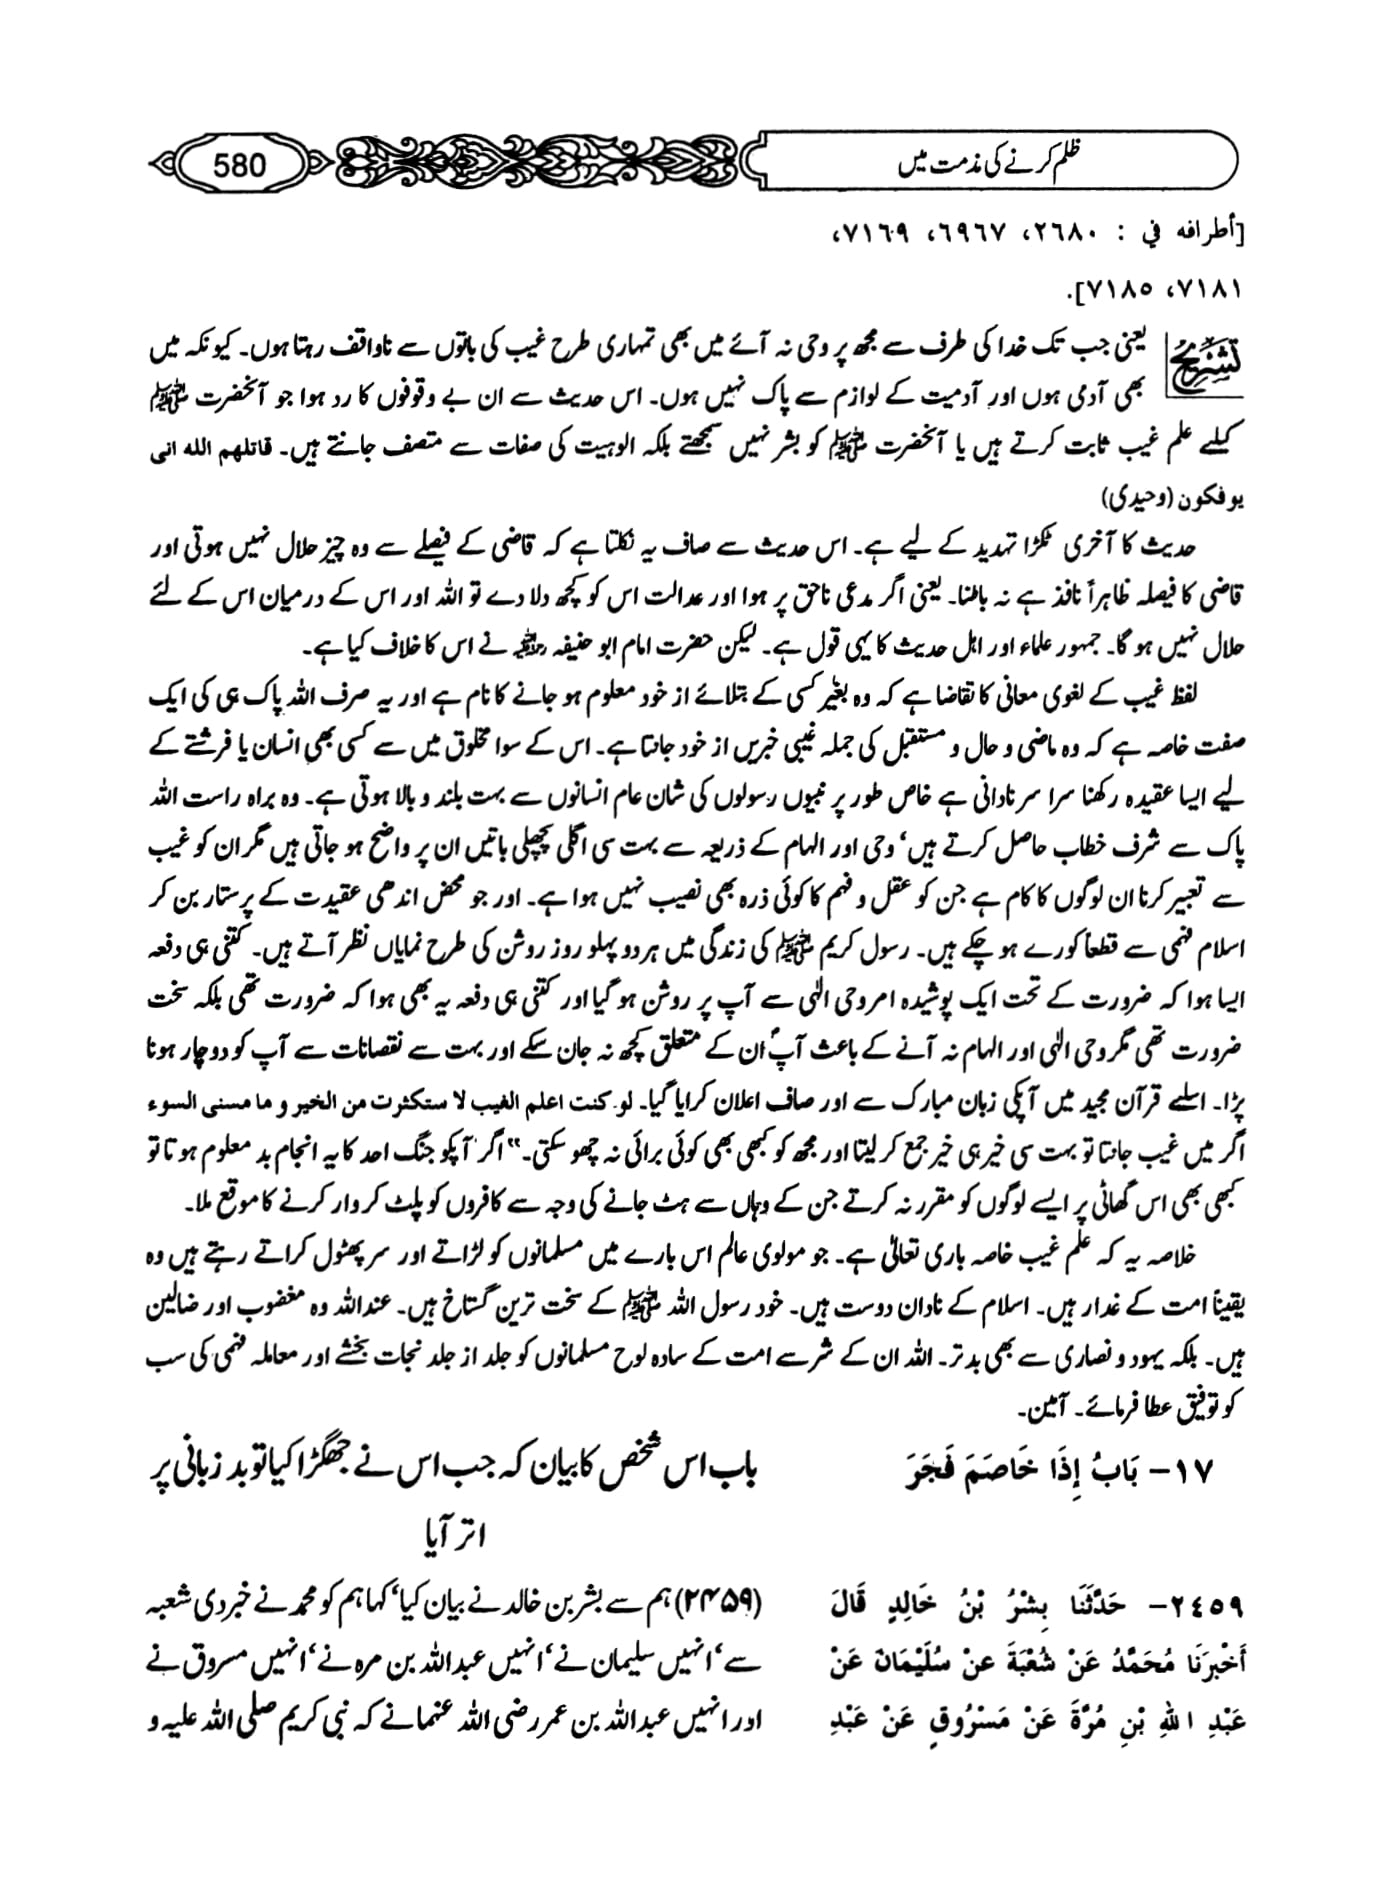 ظلم کرنے کی مذمت میں
580
[أطرافه في : ٢٦٨٠، ٦٩٦٧، ٧١٦٩،
٧١٨١، ٧١٨٥].
تشریح یعنی جب تک خدا کی طرف سے مجھ پر وحی نہ آئے میں بھی تمہاری طرح غیب کی باتوں سے ناواقف رہتا ہوں۔ کیونکہ میں
بھی آدمی ہوں اور آدمیت کے لوازم سے پاک نہیں ہوں۔ اس حدیث سے ان بے وقوفوں کا رد ہوا جو آنحضرت ﷺ
کیلئے علم غیب ثابت کرتے ہیں یا آنحضرت ﷺ کو بشر نہیں سمجھتے بلکہ الوہیت کی صفات سے متصف جانتے ہیں۔ قاتلھم اللہ انی
یوفکون (وحیدی)
حدیث کا آخری ٹکڑا تہدید کے لیے ہے۔ اس حدیث سے صاف یہ نکلتا ہے کہ قاضی کے فیصلے سے وہ چیز حلال نہیں ہوتی اور
قاضی کا فیصلہ ظاہراً نافذ ہے نہ باطنا۔ یعنی اگر مدعی ناحق پر ہوا اور عدالت اس کو کچھ دلا دے تو اللہ اور اس کے درمیان اس کے لئے
حلال نہیں ہو گا۔ جمہور علماء اور اہل حدیث کا یہی قول ہے۔ لیکن حضرت امام ابو حنیفہ رحمۃ اللہ علیہ نے اس کا خلاف کیا ہے۔
لفظ غیب کے لغوی معانی کا تقاضا ہے کہ وہ بغیر کسی کے بتلائے از خود معلوم ہو جانے کا نام ہے اور یہ صرف اللہ پاک ہی کی ایک
صفت خاصہ ہے کہ وہ ماضی و حال و مستقبل کی جملہ غیبی خبریں از خود جانتا ہے۔ اس کے سوا مخلوق میں سے کسی بھی انسان یا فرشتے کے
لیے ایسا عقیدہ رکھنا سرا سر نادانی ہے خاص طور پر نبیوں رسولوں کی شان عام انسانوں سے بہت بلند و بالا ہوتی ہے۔ وہ براہ راست اللہ
پاک سے شرف خطاب حاصل کرتے ہیں‘ وحی اور الہام کے ذریعہ سے بہت سی اگلی پچھلی باتیں ان پر واضح ہو جاتی ہیں مگر ان کو غیب
سے تعبیر کرنا ان لوگوں کا کام ہے جن کو عقل و فہم کا کوئی ذرہ بھی نصیب نہیں ہوا ہے۔ اور جو محض اندھی عقیدت کے پرستار بن کر
اسلام فہمی سے قطعاً کورے ہو چکے ہیں۔ رسول کریم ﷺ کی زندگی میں ہر دو پہلو روز روشن کی طرح نمایاں نظر آتے ہیں۔ کتنی ہی دفعہ
ایسا ہوا کہ ضرورت کے تحت ایک پوشیدہ امر وحی الٰہی سے آپ پر روشن ہو گیا اور کتنی ہی دفعہ یہ بھی ہوا کہ ضرورت تھی بلکہ سخت
ضرورت تھی مگر وحی الٰہی اور الہام نہ آنے کے باعث آپؐ ان کے متعلق کچھ نہ جان سکے اور بہت سے نقصانات سے آپ کو دوچار ہونا
پڑا۔ اسلئے قرآن مجید میں آپکی زبان مبارک سے اور صاف اعلان کرایا گیا۔ لو کنت اعلم الغیب لا ستکثرت من الخیر و ما مسنی السوء
اگر میں غیب جانتا تو بہت سی خیر ہی خیر جمع کر لیتا اور مجھ کو کبھی بھی کوئی برائی نہ چھو سکتی۔“ اگر آپکو جنگ احد کا یہ انجام بد معلوم ہوتا تو
کبھی بھی اس گھاٹی پر ایسے لوگوں کو مقرر نہ کرتے جن کے وہاں سے ہٹ جانے کی وجہ سے کافروں کو پلٹ کر وار کرنے کا موقع ملا۔
خلاصہ یہ کہ علم غیب خاصہ باری تعالیٰ ہے۔ جو مولوی عالم اس بارے میں مسلمانوں کو لڑاتے اور سر پھٹول کراتے رہتے ہیں وہ
یقیناً امت کے غدار ہیں۔ اسلام کے نادان دوست ہیں۔ خود رسول اللہ ﷺ کے سخت ترین گستاخ ہیں۔ عنداللہ وہ مغضوب اور ضالین
ہیں۔ بلکہ یہود و نصاری سے بھی بدتر۔ اللہ ان کے شر سے امت کے سادہ لوح مسلمانوں کو جلد از جلد نجات بخشے اور معاملہ فہمی کی سب
کو توفیق عطا فرمائے۔ آمین۔
١٧- بَابُ إِذَا خَاصَمَ فَجَرَ
باب اس شخص کا بیان کہ جب اس نے جھگڑا کیا تو بد زبانی پر
اتر آیا
٢٤٥٩- حَدَّثَنَا بِشْرُ بْنُ خَالِدٍ قَالَ
أَخْبَرَنَا مُحَمَّدٌ عَنْ شُعْبَةَ عَنْ سُلَيْمَانَ عَنْ
عَبْدِ اللهِ بْنِ مُرَّةَ عَنْ مَسْرُوقٍ عَنْ عَبْدِ
(۲۴۵۹) ہم سے بشر بن خالد نے بیان کیا‘ کہا ہم کو محمد نے خبر دی شعبہ
سے‘ انہیں سلیمان نے‘ انہیں عبداللہ بن مرہ نے‘ انہیں مسروق نے
اور انہیں عبداللہ بن عمر رضی اللہ عنہما نے کہ نبی کریم صلی اللہ علیہ و